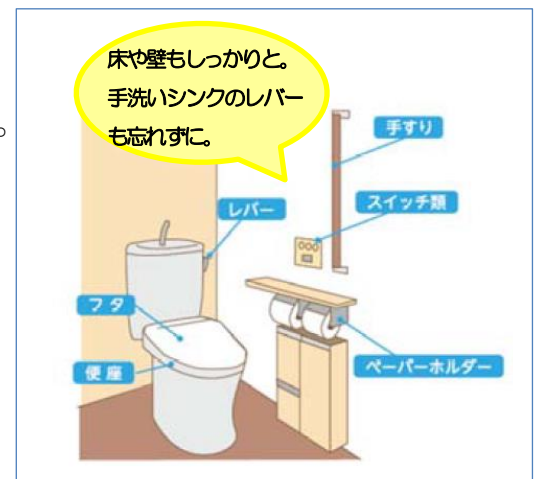 床や壁もしっかりと。
手洗いシンクのレバー
も忘れずに。
。
手すり
レバー
スイッチ類
フタ
便座
ペーパーホルダー